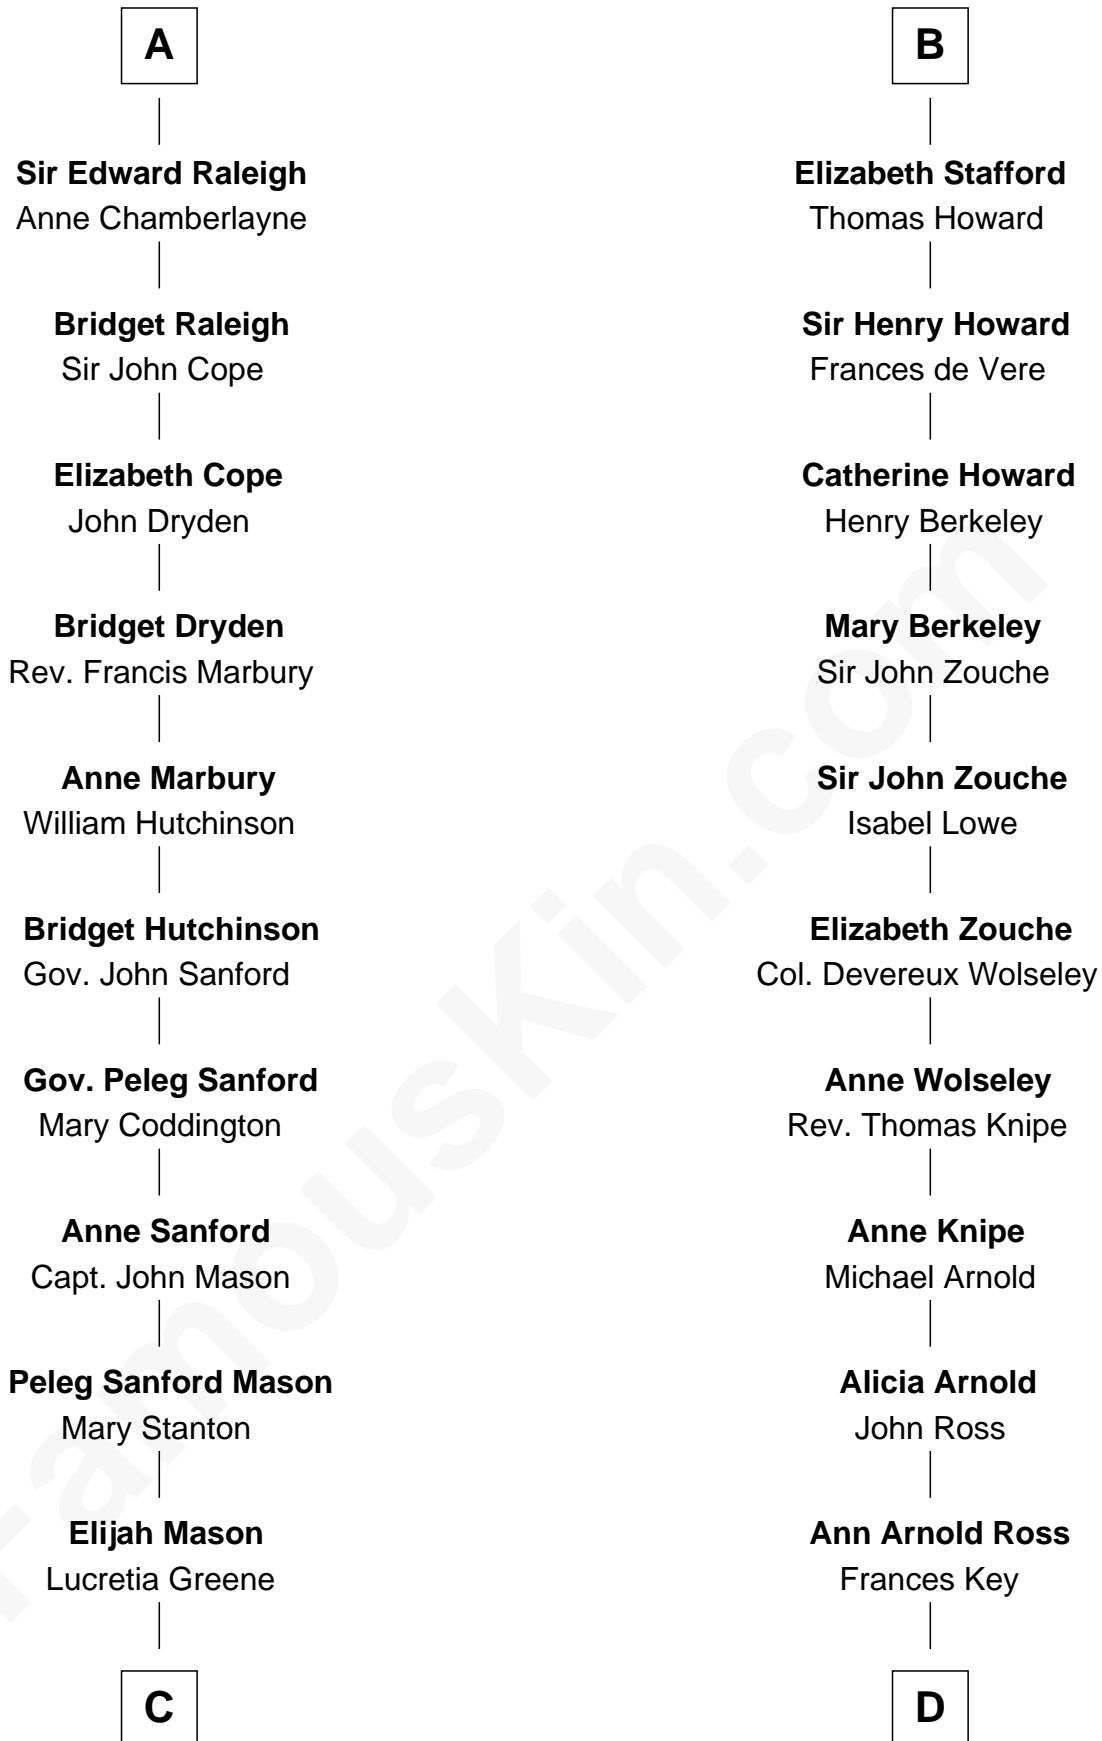 A
Sir Edward Raleigh
Anne Chamberlayne
Bridget Raleigh
Sir John Cope
Elizabeth Cope
John Dryden
Bridget Dryden
Rev. Francis Marbury
Anne Marbury
William Hutchinson
Bridget Hutchinson
Gov. John Sanford
Gov. Peleg Sanford
Mary Coddington
Anne Sanford
Capt. John Mason
Peleg Sanford Mason
Mary Stanton
Elijah Mason
Lucretia Greene
C
B
Elizabeth Stafford
Thomas Howard
Sir Henry Howard
Frances de Vere
Catherine Howard
Henry Berkeley
Mary Berkeley
Sir John Zouche
Sir John Zouche
Isabel Lowe
Elizabeth Zouche
Col. Devereux Wolseley
Anne Wolseley
Rev. Thomas Knipe
Anne Knipe
Michael Arnold
Alicia Arnold
John Ross
Ann Arnold Ross
Frances Key
D
FamousKin.com